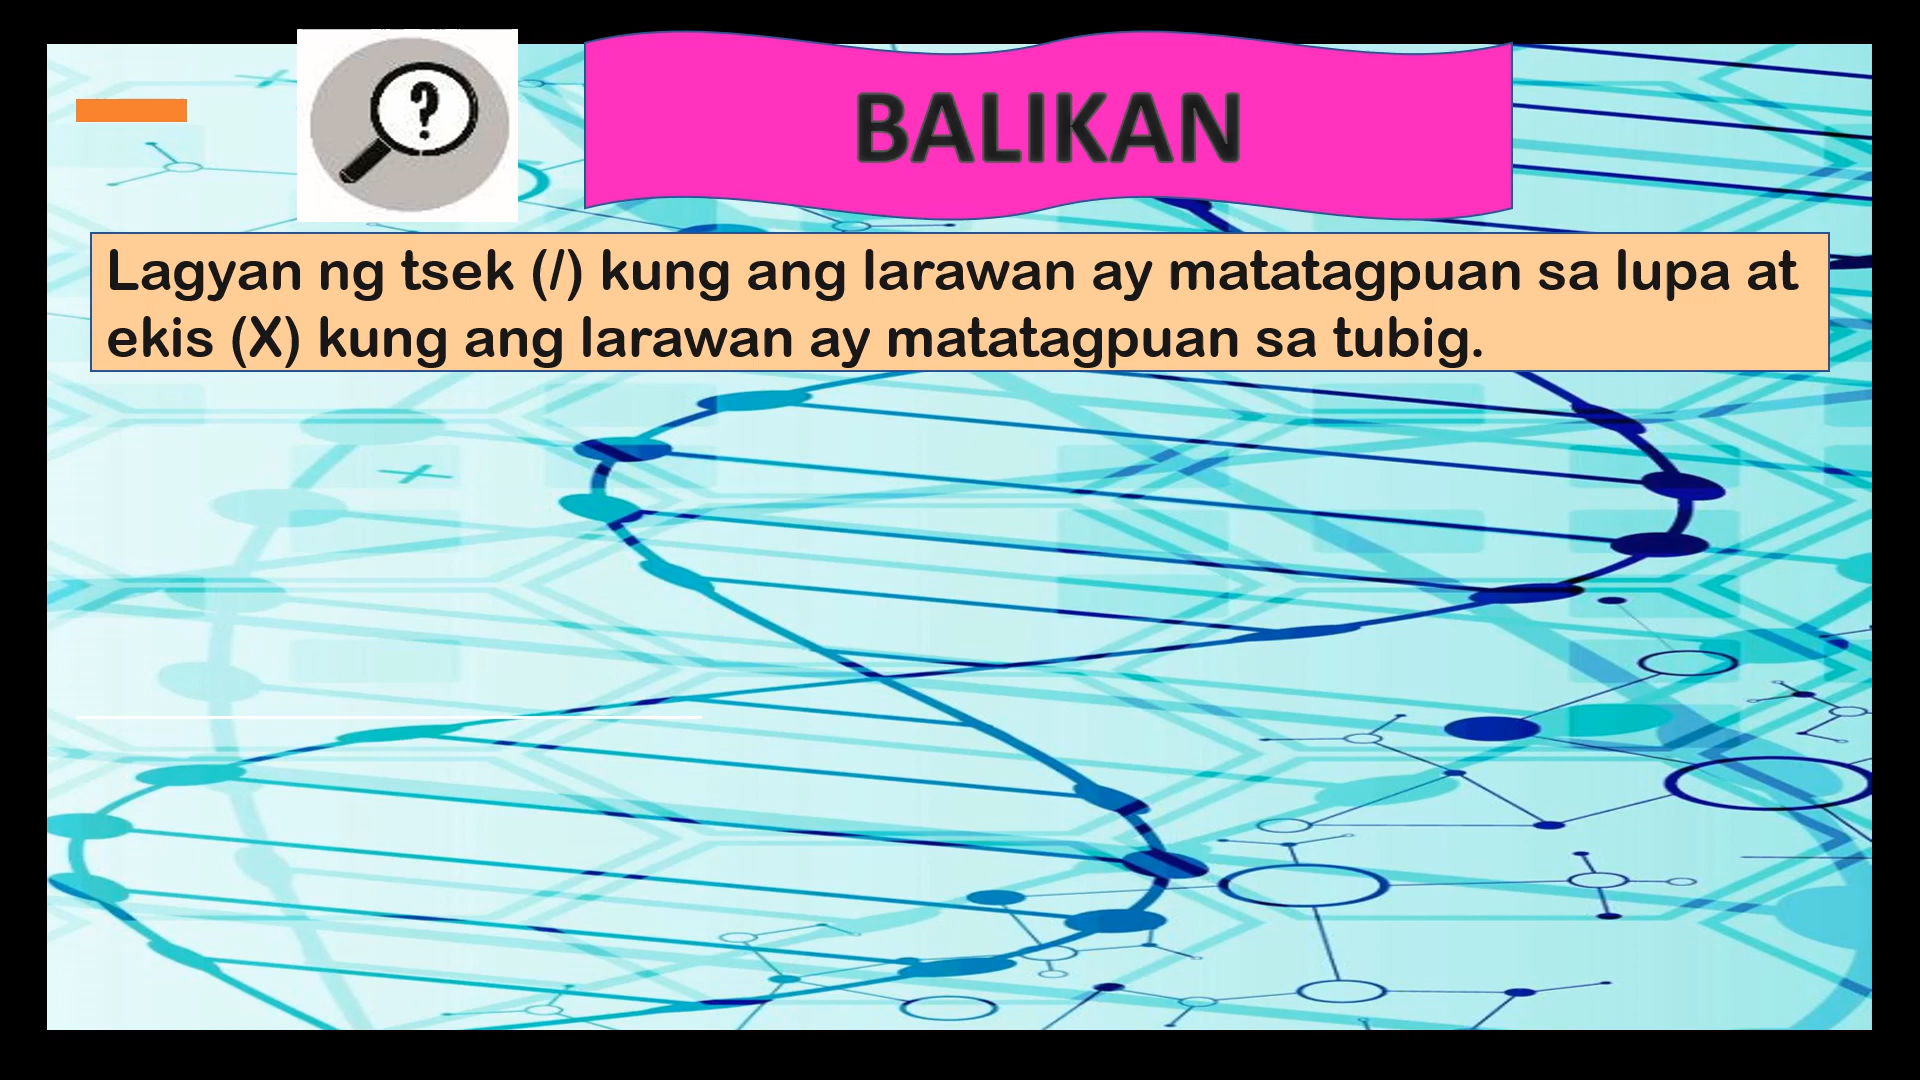 ?
BALIKAN
Lagyan ng tsek (/) kung ang larawan ay matatagpuan sa lupa at
ekis (X) kung ang larawan ay matatagpuan sa tubig.